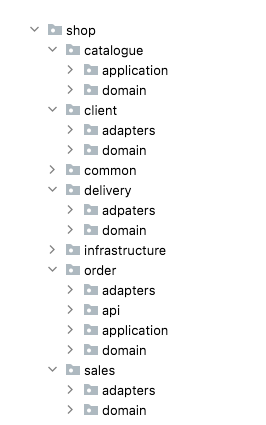 shop
catalogue
application
domain
client
adapters
domain
common
delivery
adpaters
domain
infrastructure
order
adapters
api
application
domain
sales
adapters
domain